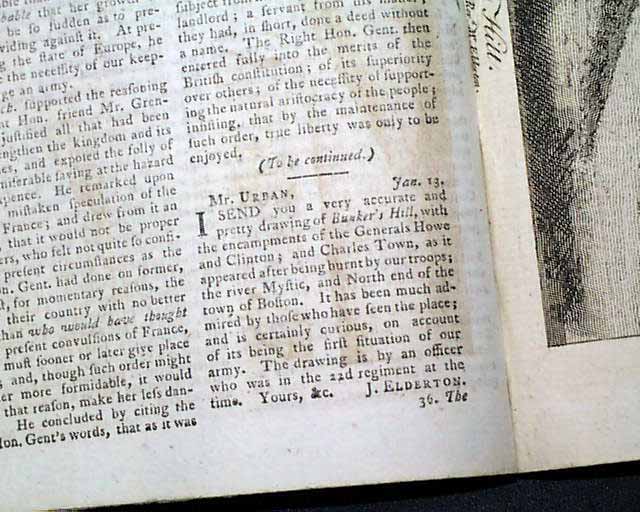 bable that her grower
be so sudden as to pre-
viding against it. At pre-
g the state of Europe, he
e the necessity of our keep-
ge an army.
supported the reasoning
ht Hon. friend Mr. Gren-
justified all that had been
engthen the kingdom and its
es, and exposed the folly of
miserable saving at the hazard
spence. He remarked upon
mistaken speculation of the
France; and drew from it an
that it would not be proper
ers, who felt not quite so confi-
present circumstances as the
on. Gent. had done on former,
t, for momentary reasons, the
their country with no better
than who would have thought
present convulsions of France,
must sooner or later give place
s and, though such order might
er more formidable, it would
that reason, make her less dan-
He concluded by citing the
Hon. Gent's words, that as it was
subject from
landlord; a servant from his master;
they had, in short, done a deed without
a name. The Right Hon. Gent. then
entered fully into the merits of the
British constitution; of its superiority
over others; of the necessity of support-
ing the natural aristocracy of the people;
insisting, that by the maintenance of
such order, true liberty was only to be
enjoyed.
(To be continued.)
Mr. URBAN, Jan. 13.
I SEND you a very accurate and
pretty drawing of Bunker's Hill, with
the encampments of the Generals Howe
and Clinton; and Charles Town, as it
appeared after being burnt by our troops;
the river Mystic, and North end of the
town of Boston. It has been much ad-
mired by those who have seen the place;
and is certainly curious, on account
of its being the first situation of our
army. The drawing is by an officer
who was in the 22d regiment at the
time. Yours, &c. J. ELDERTON.
36. The
Hill.